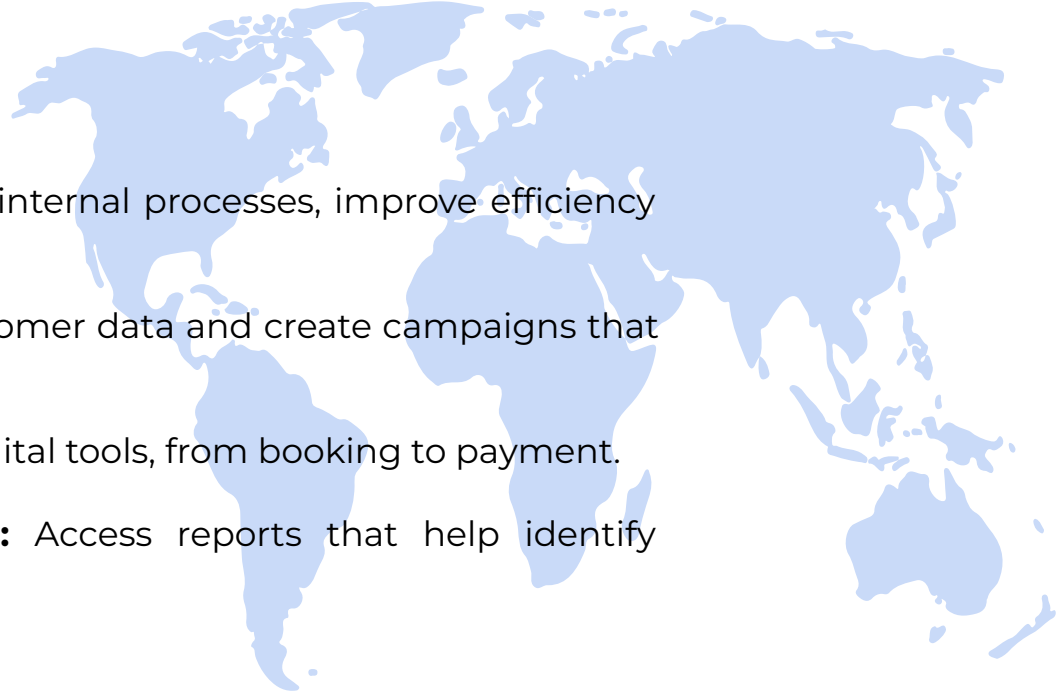 internal processes, improve efficiency
omer data and create campaigns that
ital tools, from booking to payment.
: Access reports that help identify